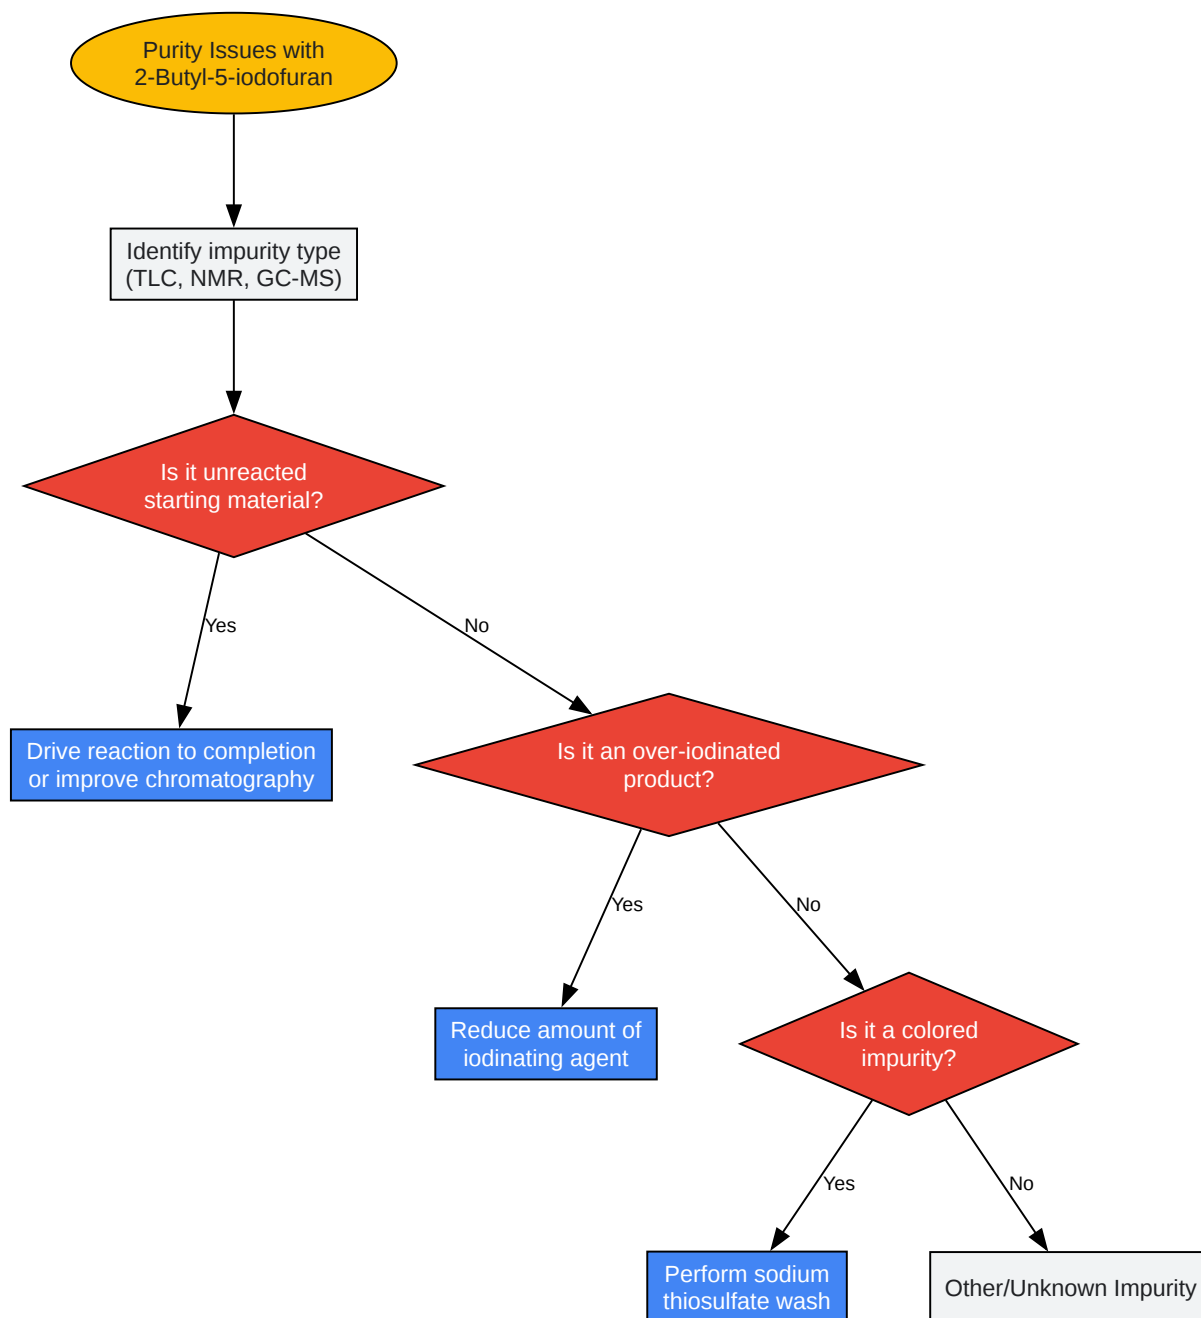 Purity Issues with
2-Butyl-5-iodofuran
Identify impurity type
(TLC, NMR, GC-MS)
Is it unreacted
starting material?
Yes
No
Drive reaction to completion
or improve chromatography
Is it an over-iodinated
product?
Yes
No
Reduce amount of
iodinating agent
Is it a colored
impurity?
Yes
No
Perform sodium
thiosulfate wash
Other/Unknown Impurity